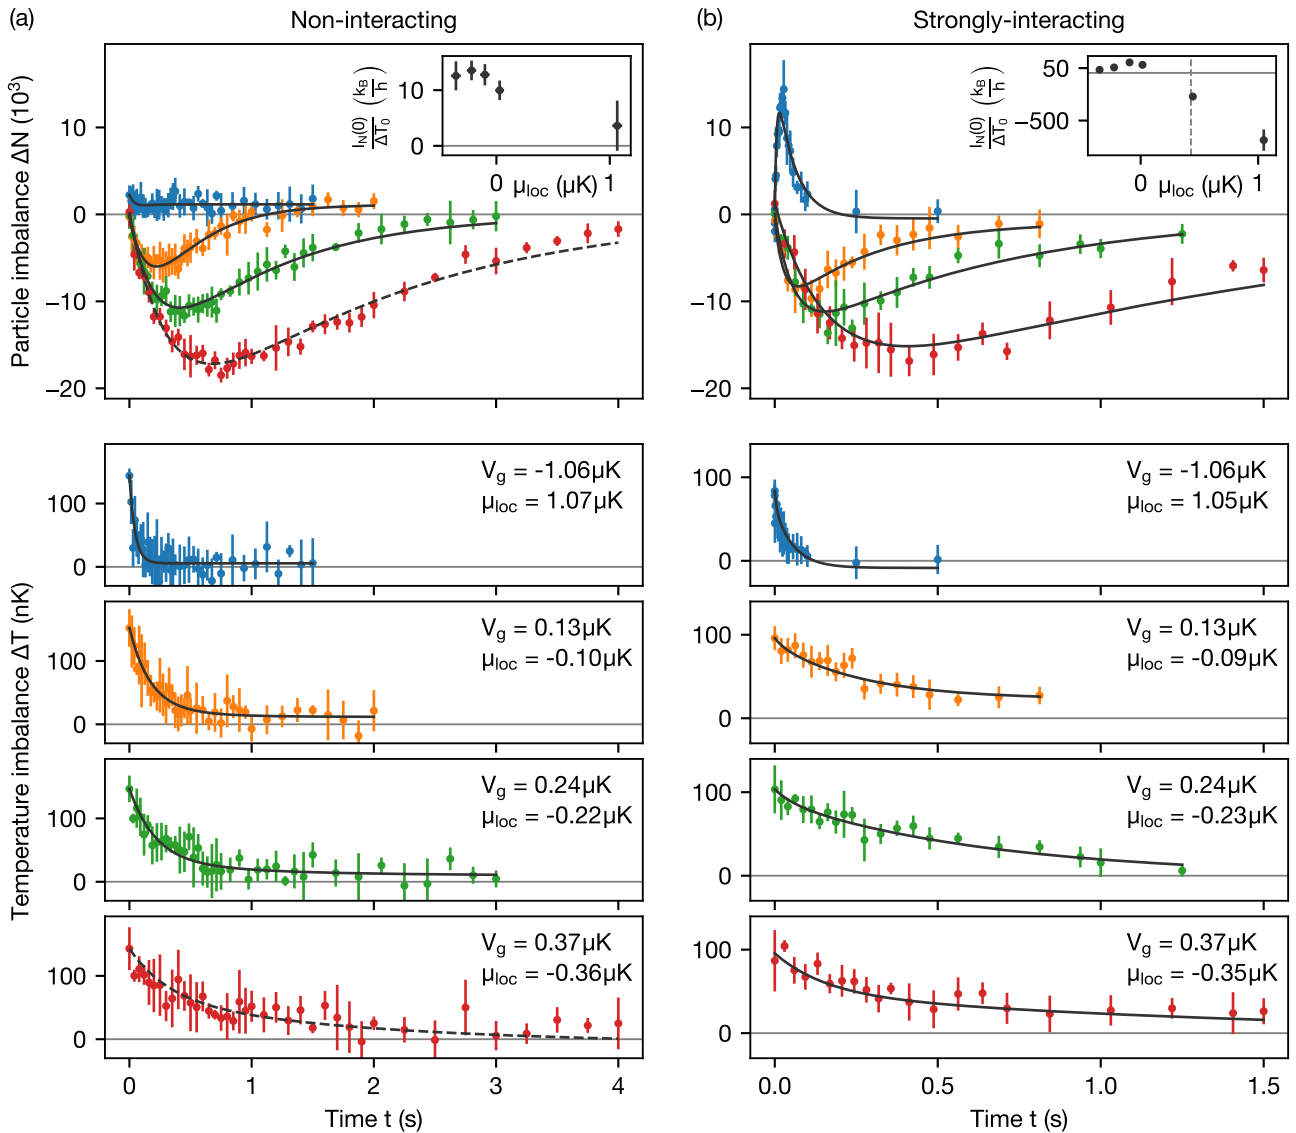 (a)
Non-interacting
Particle imbalance ΔN (10³)
10
0
−10
−20
I_N(0)/ΔT₀ (k_B/h)
10
0
0
μ_loc (μK)
1
Temperature imbalance ΔT (nK)
100
0
V_g = -1.06μK
μ_loc = 1.07μK
100
0
V_g = 0.13μK
μ_loc = -0.10μK
100
0
V_g = 0.24μK
μ_loc = -0.22μK
100
0
V_g = 0.37μK
μ_loc = -0.36μK
0
1
2
3
4
Time t (s)
(b)
Strongly-interacting
10
0
−10
−20
I_N(0)/ΔT₀ (k_B/h)
50
−500
0
μ_loc (μK)
1
100
0
V_g = -1.06μK
μ_loc = 1.05μK
100
0
V_g = 0.13μK
μ_loc = -0.09μK
100
0
V_g = 0.24μK
μ_loc = -0.23μK
100
0
V_g = 0.37μK
μ_loc = -0.35μK
0.0
0.5
1.0
1.5
Time t (s)